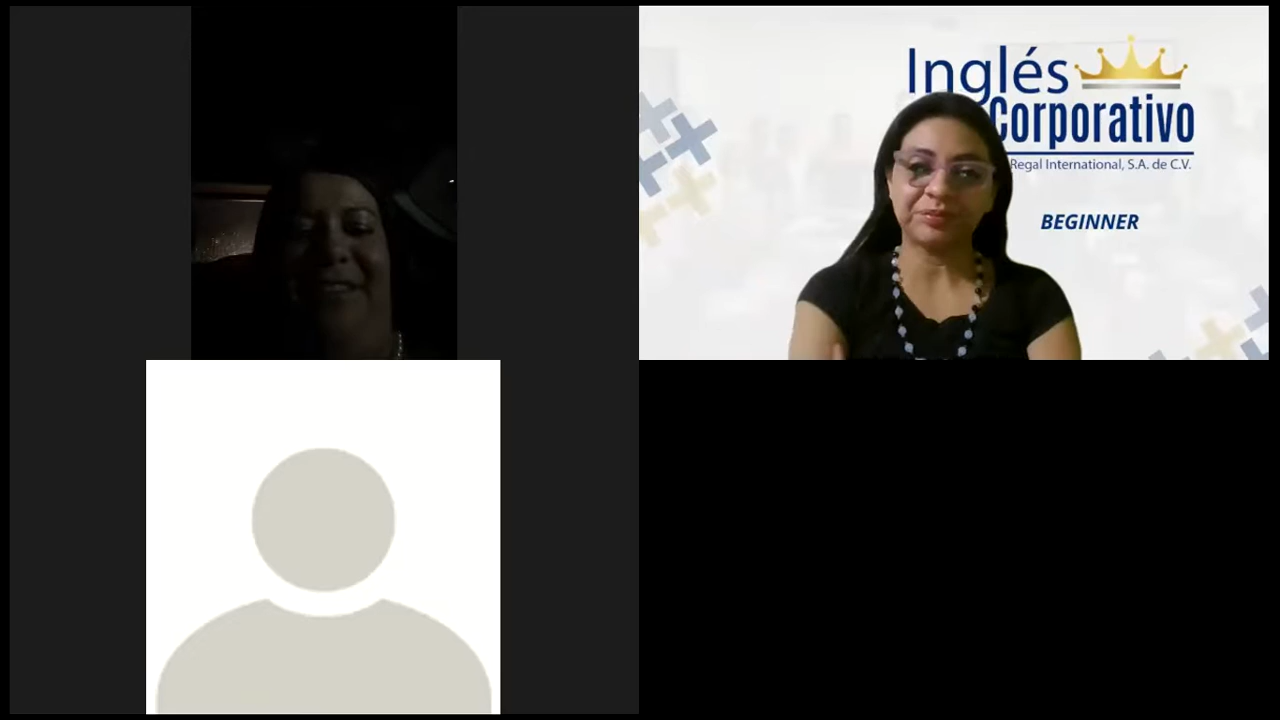 Inglés
Corporativo
Regal International, S.A. de C.V.
BEGINNER